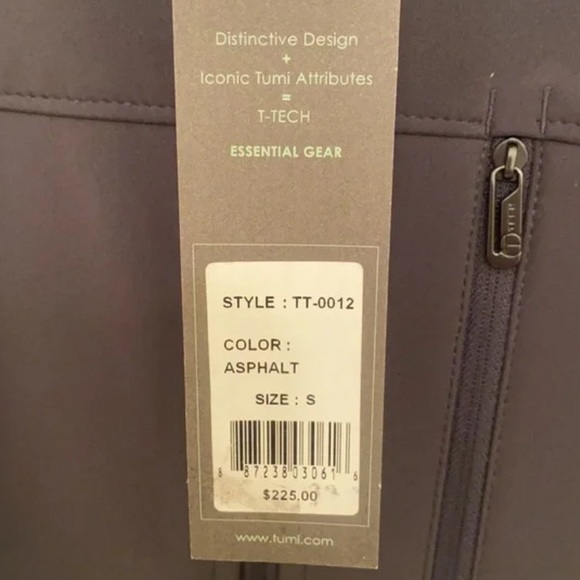 Distinctive Design
+
Iconic Tumi Attributes
=
T-TECH
ESSENTIAL GEAR
STYLE : TT-0012
COLOR :
ASPHALT
SIZE : S
8 87238 03061 6
$225.00
www.tumi.com
T TECH